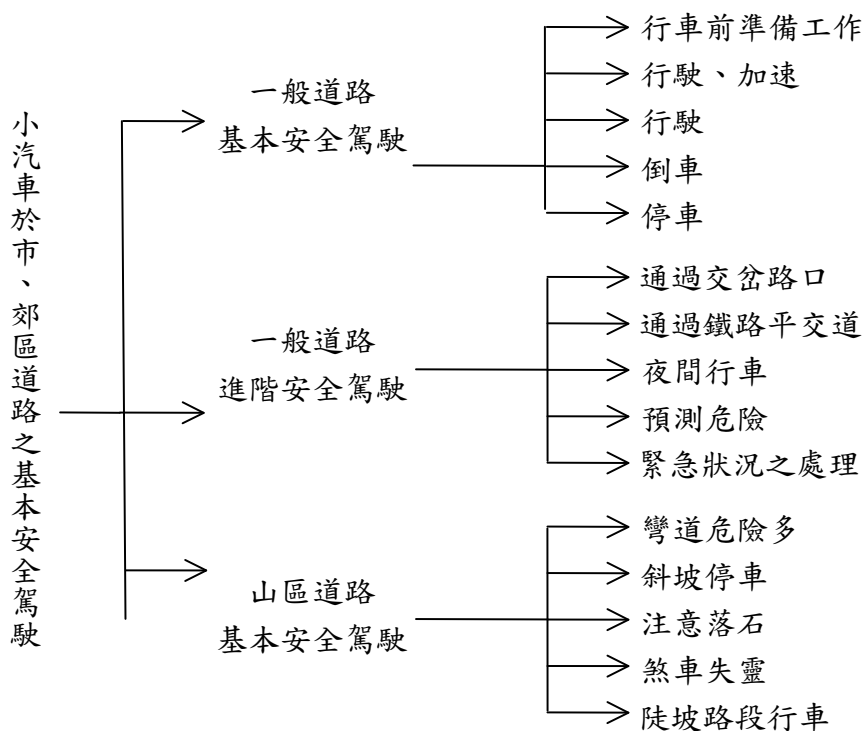 小汽車於市、郊區道路之基本安全駕駛
一般道路
基本安全駕駛
行車前準備工作
行駛、加速
行駛
倒車
停車
一般道路
進階安全駕駛
通過交岔路口
通過鐵路平交道
夜間行車
預測危險
緊急狀況之處理
山區道路
基本安全駕駛
彎道危險多
斜坡停車
注意落石
煞車失靈
陡坡路段行車